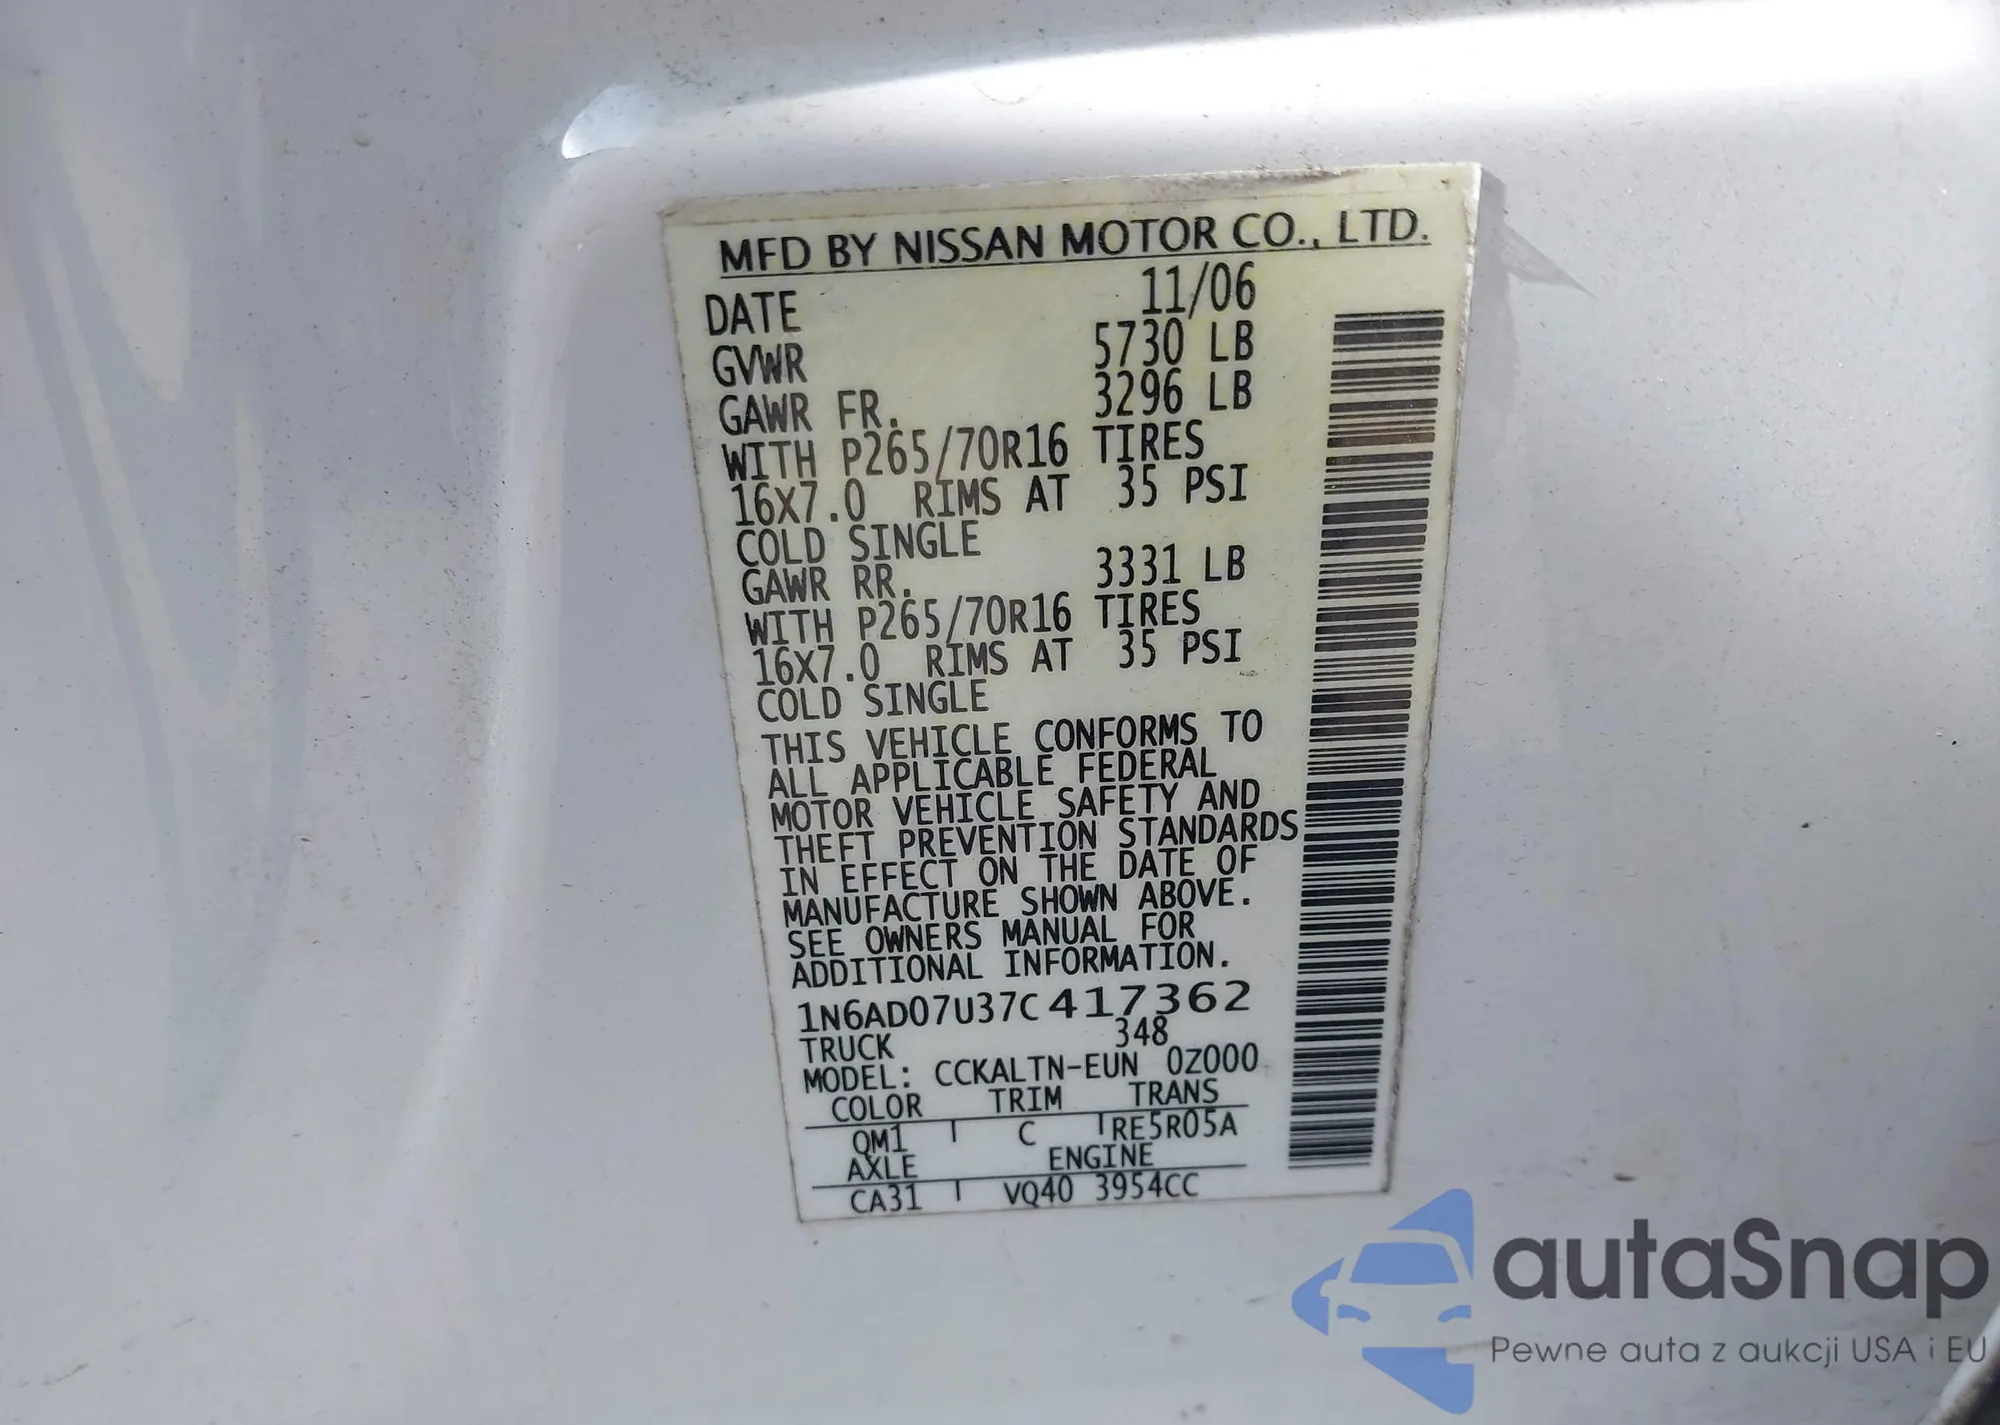 MFD BY NISSAN MOTOR CO., LTD.
DATE 11/06
GVWR 5730 LB
GAWR FR. 3296 LB
WITH P265/70R16 TIRES
16X7.0 RIMS AT 35 PSI
COLD SINGLE
GAWR RR. 3331 LB
WITH P265/70R16 TIRES
16X7.0 RIMS AT 35 PSI
COLD SINGLE
THIS VEHICLE CONFORMS TO
ALL APPLICABLE FEDERAL
MOTOR VEHICLE SAFETY AND
THEFT PREVENTION STANDARDS
IN EFFECT ON THE DATE OF
MANUFACTURE SHOWN ABOVE.
SEE OWNERS MANUAL FOR
ADDITIONAL INFORMATION.
1N6AD07U37C417362
TRUCK 348
MODEL: CCKALTN-EUN 0Z000
COLOR TRIM TRANS
QM1 C RE5R05A
AXLE ENGINE
CA31 VQ40 3954CC
autaSnap
Pewne auta z aukcji USA i EU